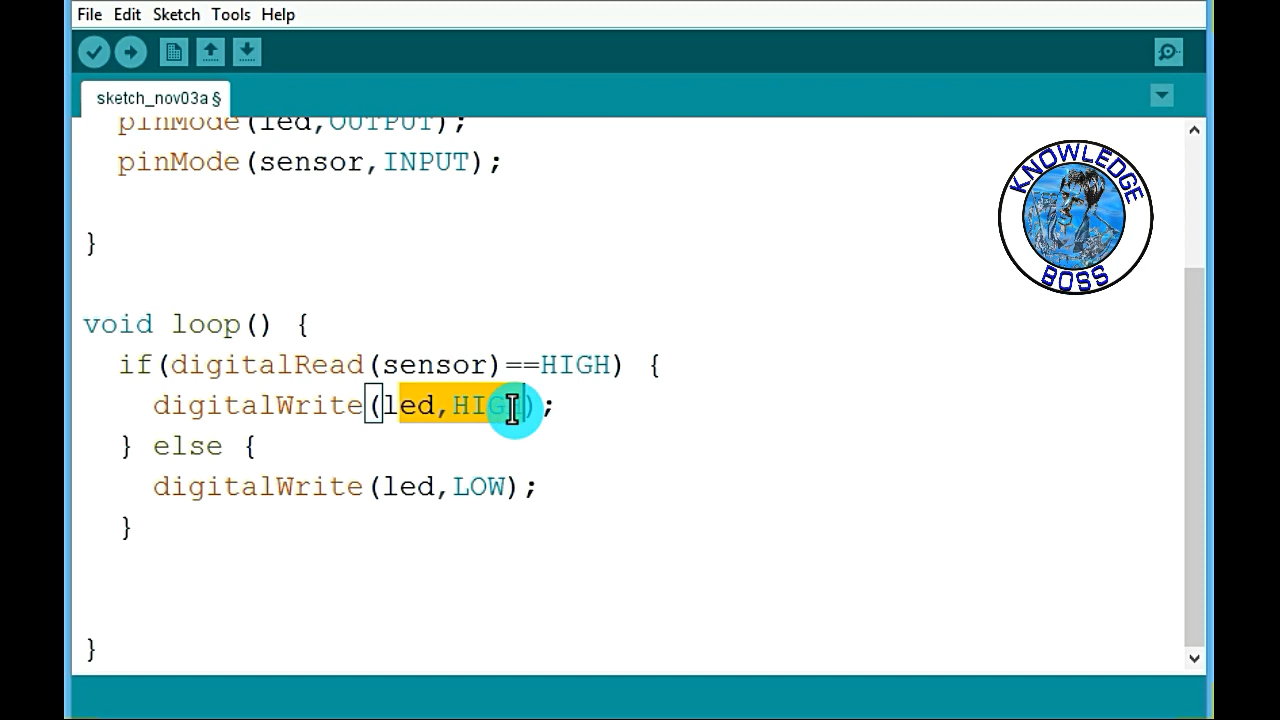 File Edit Sketch Tools Help
sketch_nov03a §
pinMode(led,OUTPUT);
pinMode(sensor,INPUT);
}
KNOWLEDGE
BOSS
void loop() {
if(digitalRead(sensor)==HIGH) {
digitalWrite(led,HIGH);
} else {
digitalWrite(led,LOW);
}
}